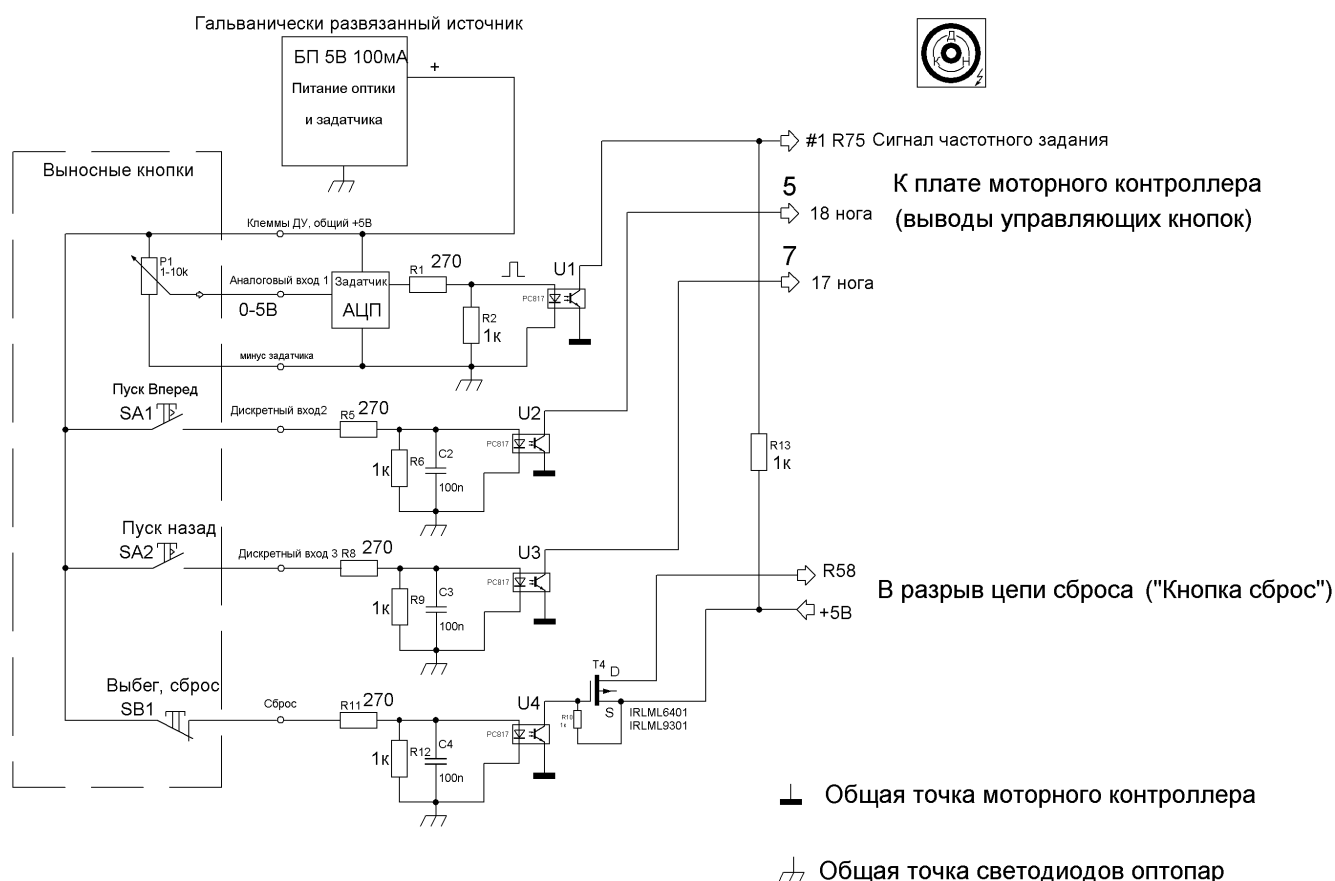 Гальванически развязанный источник
БП 5В 100мА
+
Питание оптики
и задатчика
Д
К Н
#1 R75 Сигнал частотного задания
Выносные кнопки
5
К плате моторного контроллера
18 нога
(выводы управляющих кнопок)
Клеммы ДУ, общий +5В
7
17 нога
P1
1-10k
Аналоговый вход 1
0-5В
Задатчик
АЦП
R1 270
U1
PC817
R2
1к
минус задатчика
Пуск Вперед
SA1
Дискретный вход2
R5 270
U2
PC817
1к R6
C2
100n
R13
1к
Пуск назад
SA2
Дискретный вход 3 R8 270
U3
PC817
1к R9
C3
100n
R58
В разрыв цепи сброса ("Кнопка сброс")
+5В
T4 D
S
IRLML6401
IRLML9301
R10
1к
Выбег, сброс
SB1
Сброс
R11 270
U4
PC817
1к R12
C4
100n
Общая точка моторного контроллера
Общая точка светодиодов оптопар